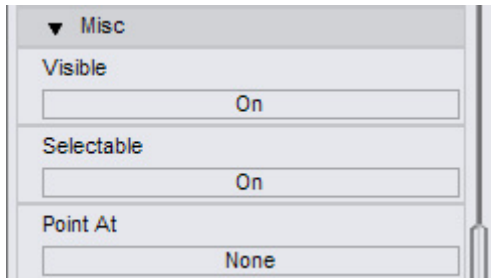 Misc
Visible
On
Selectable
On
Point At
None